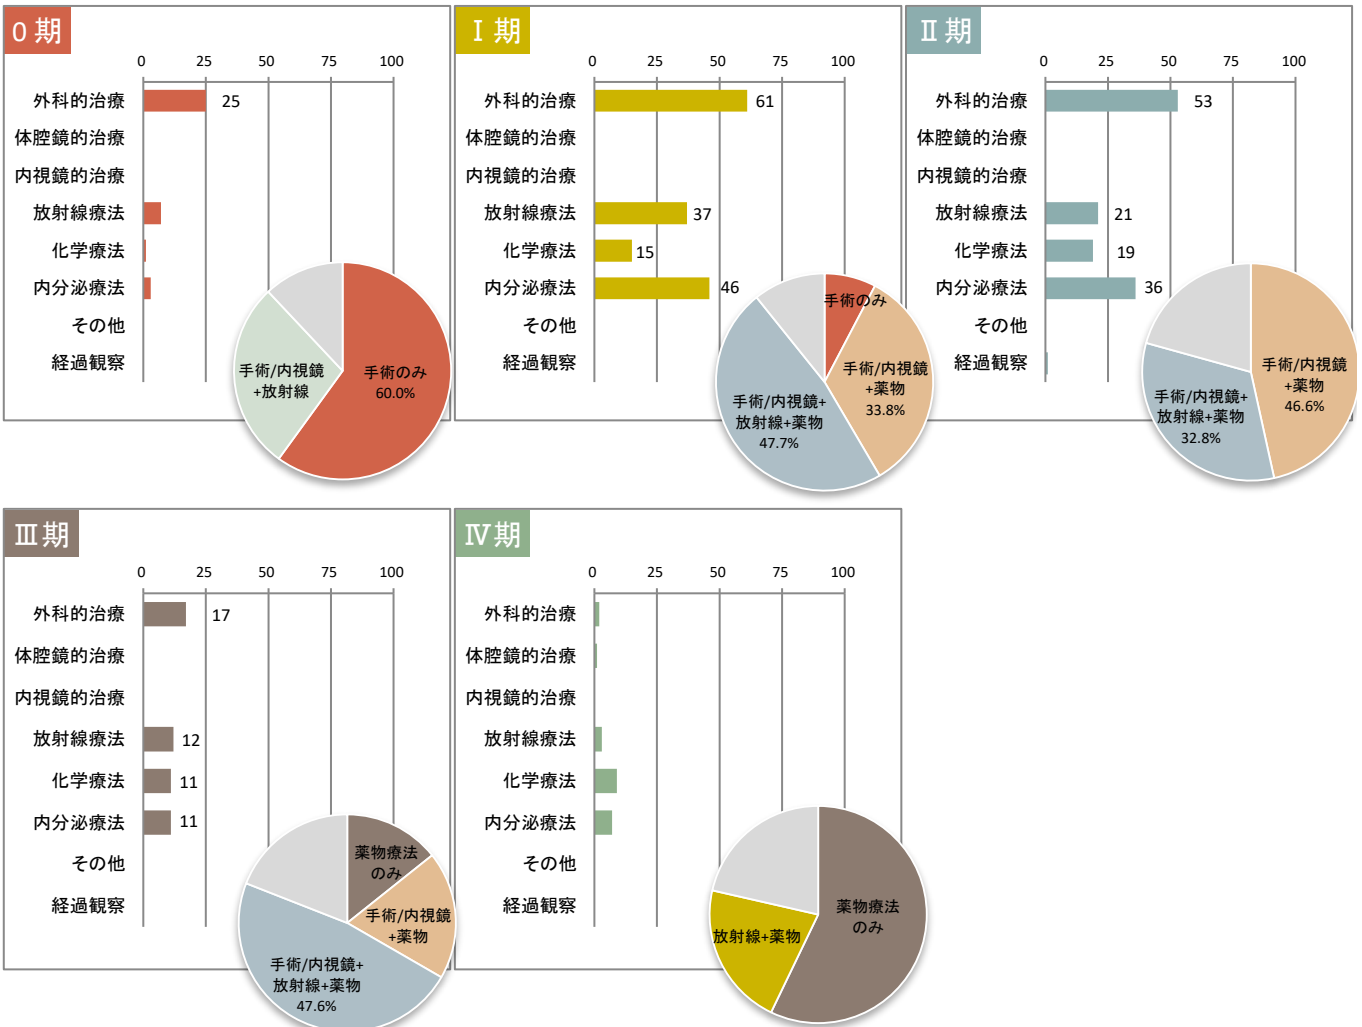 0期
0 25 50 75 100
外科的治療 25
体腔鏡的治療
内視鏡的治療
放射線療法
化学療法
内分泌療法
その他
経過観察
手術/内視鏡
+放射線
手術のみ
60.0%
Ⅰ期
0 25 50 75 100
外科的治療 61
体腔鏡的治療
内視鏡的治療
放射線療法 37
化学療法 15
内分泌療法 46
その他
経過観察
手術のみ
手術/内視鏡
+薬物
33.8%
手術/内視鏡+
放射線+薬物
47.7%
Ⅱ期
0 25 50 75 100
外科的治療 53
体腔鏡的治療
内視鏡的治療
放射線療法 21
化学療法 19
内分泌療法 36
その他
経過観察
手術/内視鏡
+薬物
46.6%
手術/内視鏡+
放射線+薬物
32.8%
Ⅲ期
0 25 50 75 100
外科的治療 17
体腔鏡的治療
内視鏡的治療
放射線療法 12
化学療法 11
内分泌療法 11
その他
経過観察
薬物療法
のみ
手術/内視鏡
+薬物
手術/内視鏡+
放射線+薬物
47.6%
Ⅳ期
0 25 50 75 100
外科的治療
体腔鏡的治療
内視鏡的治療
放射線療法
化学療法
内分泌療法
その他
経過観察
薬物療法
のみ
放射線+薬物